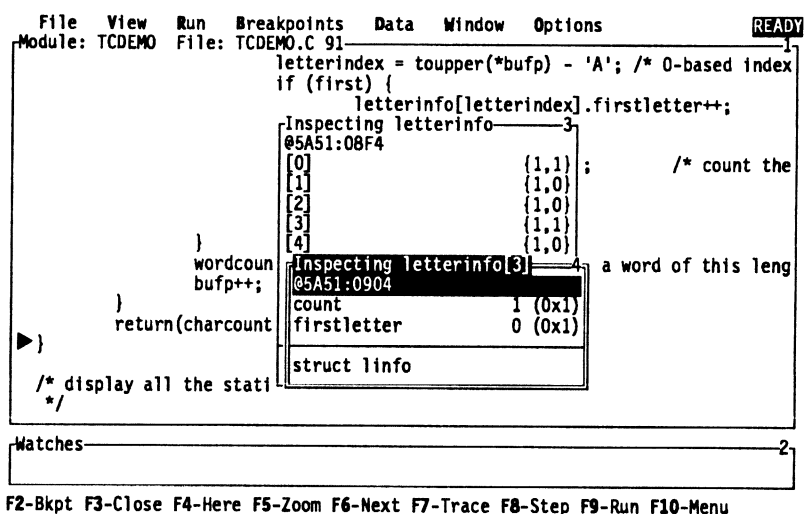 File View Run Breakpoints Data Window Options READY
Module: TCDEMO File: TCDEMO.C 91 1
letterindex = toupper(*bufp) - 'A'; /* 0-based index
if (first) {
letterinfo[letterindex].firstletter++;
Inspecting letterinfo 3
@5A51:08F4
[0] {1,1} ; /* count the
[1] {1,0}
[2] {1,0}
[3] {1,1}
} [4] {1,0}
wordcoun Inspecting letterinfo[3] 4 a word of this leng
bufp++; @5A51:0904
} count 1 (0x1)
return(charcount firstletter 0 (0x1)
}
struct linfo
/* display all the stati
*/
Watches 2
F2-Bkpt F3-Close F4-Here F5-Zoom F6-Next F7-Trace F8-Step F9-Run F10-Menu